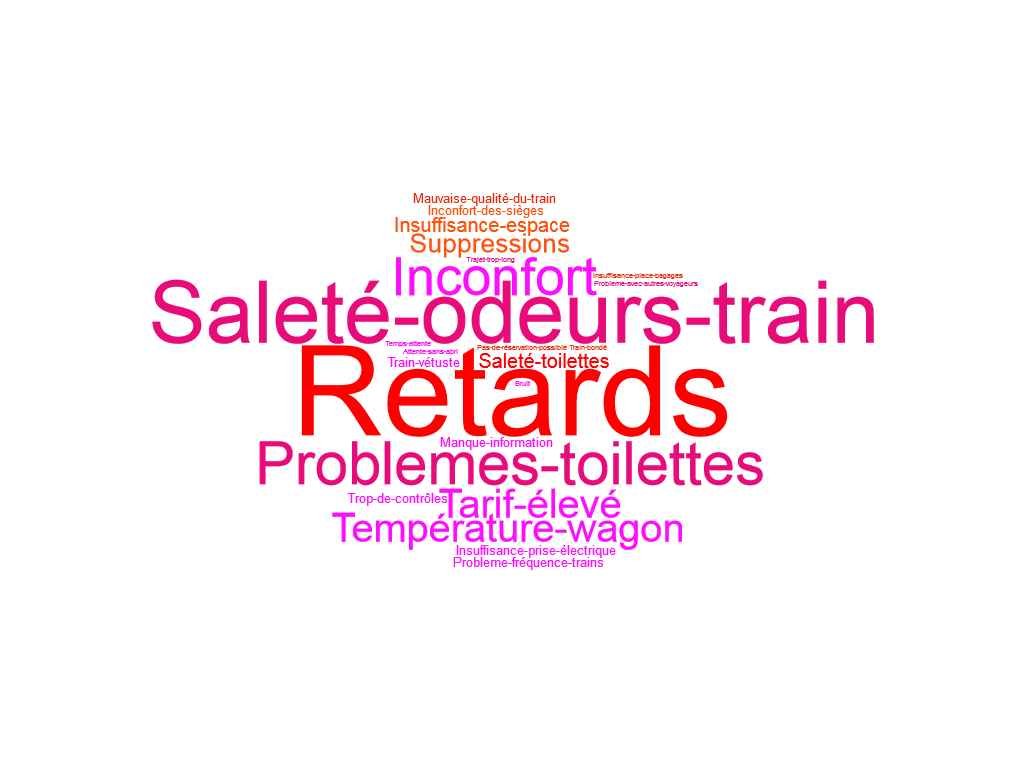 Mauvaise-qualité-du-train
Inconfort-des-sièges
Insuffisance-espace
Suppressions
Trajet-trop-long
Inconfort
Insuffisance-place-bagages
Probleme-avec-autres-voyageurs
Saleté-odeurs-train
Temps-attente
Attente-sans-abri
Pas-de-réservation-possible Train-bondé
Train-vétuste
Saleté-toilettes
Bruit
Retards
Manque-information
Problemes-toilettes
Trop-de-contrôles
Tarif-élevé
Température-wagon
Insuffisance-prise-électrique
Probleme-fréquence-trains